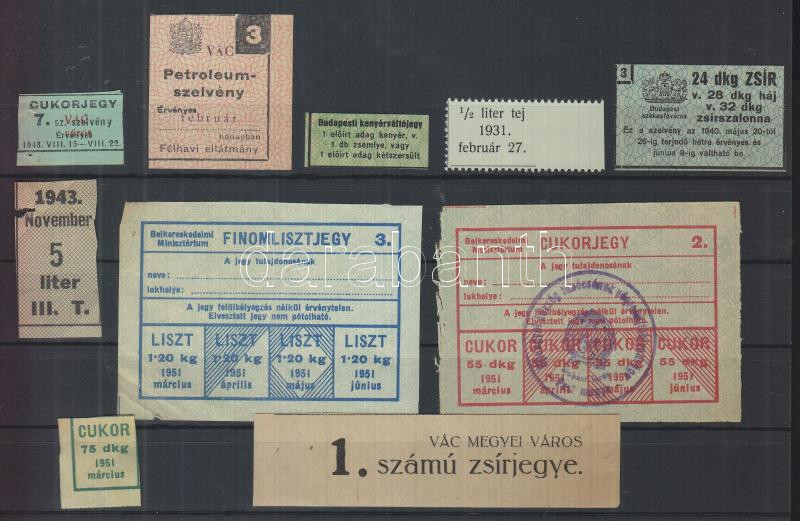 CUKORJEGY
7. sz. szelvény
VÁC
város
Érvényes
1943. VIII. 15—VIII. 22.
VÁC
3
Petroleum-
szelvény
Érvényes
február
hónapban
Félhavi ellátmány
Budapesti kenyérváltójegy
1 előírt adag kenyér, v.
1 db zsemlye, vagy
1 előírt adag kétszersült
½ liter tej
1931.
február 27.
3
Budapest
székesfőváros
24 dkg ZSÍR
v. 28 dkg háj
v. 32 dkg
zsírszalonna
Ez a szelvény az 1940. május 20-tól
26-ig terjedő hétre érvényes és
június 9-ig váltható be.
1943.
November
5
liter
III. T.
Belkereskedelmi
Minisztérium
FINOMLISZTJEGY 3.
A jegy tulajdonosának
neve:
lakhelye:
A jegy felülbélyegzés nélkül érvénytelen.
Elvesztett jegy nem pótolható.
LISZT LISZT LISZT LISZT
1·20 kg 1·20 kg 1·20 kg 1·20 kg
1951 1951 1951 1951
március április május június
Belkereskedelmi
Minisztérium
CUKORJEGY 2.
A jegy tulajdonosának
neve:
lakhelye:
A jegy felülbélyegzés nélkül érvénytelen.
Elvesztett jegy nem pótolható.
CUKOR CUKOR CUKOR CUKOR
55 dkg 55 dkg 55 dkg 55 dkg
1951 1951 1951 1951
március április május június
darabanth
CUKOR
75 dkg
1951
március
VÁC MEGYEI VÁROS
1. számú zsírjegye.